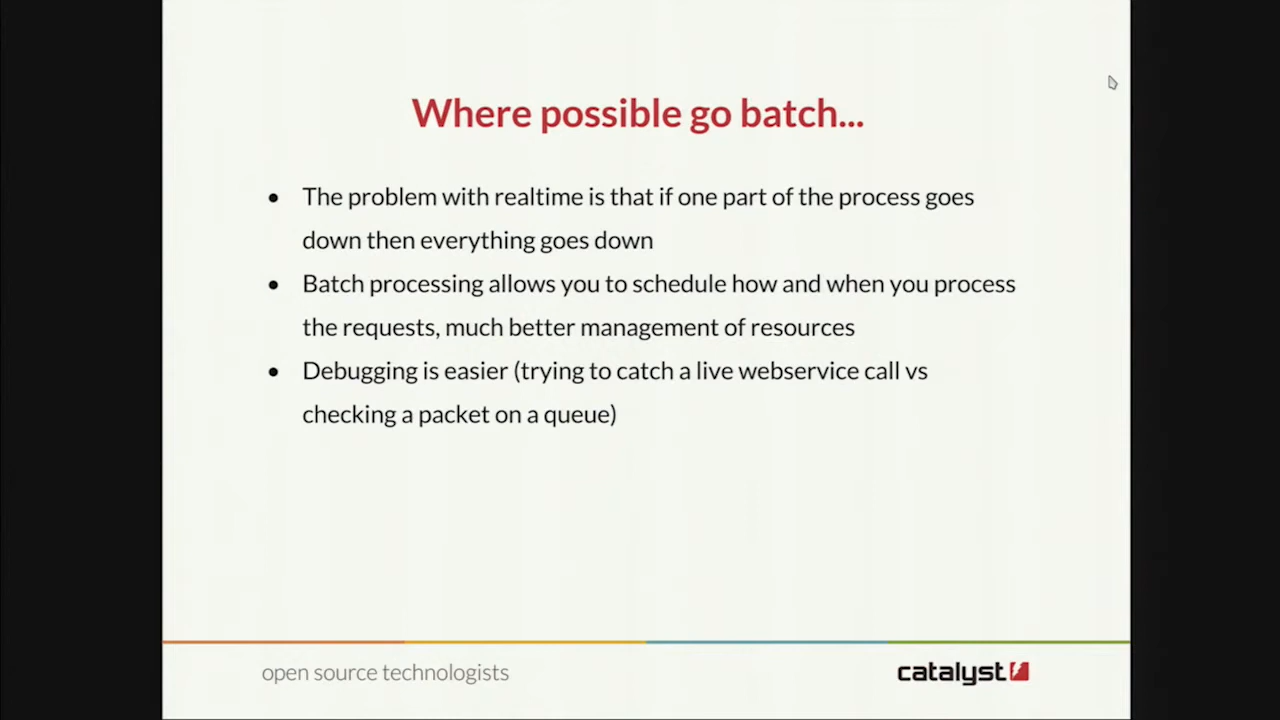 Where possible go batch...
• The problem with realtime is that if one part of the process goes
down then everything goes down
• Batch processing allows you to schedule how and when you process
the requests, much better management of resources
• Debugging is easier (trying to catch a live webservice call vs
checking a packet on a queue)
open source technologists
catalyst